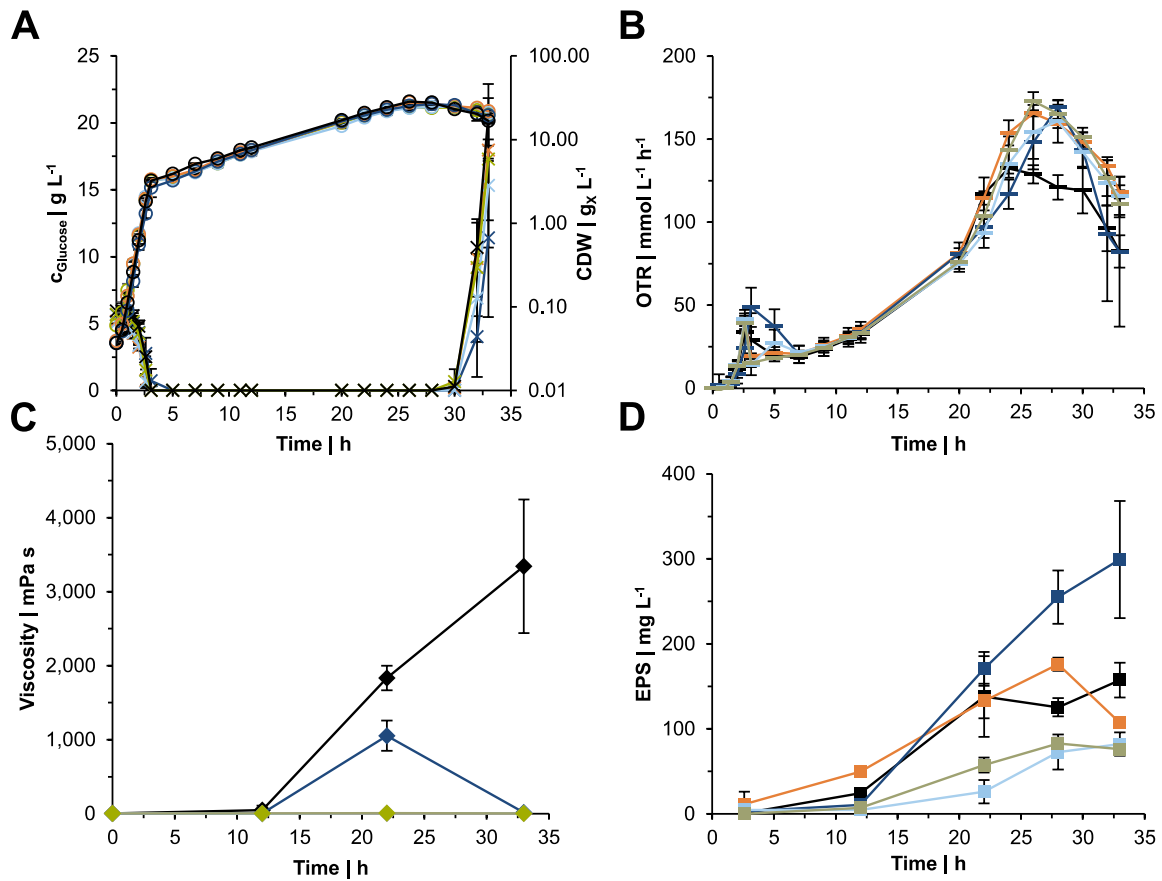 A
B
25
20
15
10
5
0
c_Glucose | g L⁻¹
100.00
10.00
1.00
0.10
0.01
CDW | g_x L⁻¹
0 5 10 15 20 25 30 35
Time | h
200
150
100
50
0
OTR | mmol L⁻¹ h⁻¹
0 5 10 15 20 25 30 35
Time | h
C
D
5,000
4,000
3,000
2,000
1,000
0
Viscosity | mPa s
0 5 10 15 20 25 30 35
Time | h
400
300
200
100
0
EPS | mg L⁻¹
0 5 10 15 20 25 30 35
Time | h